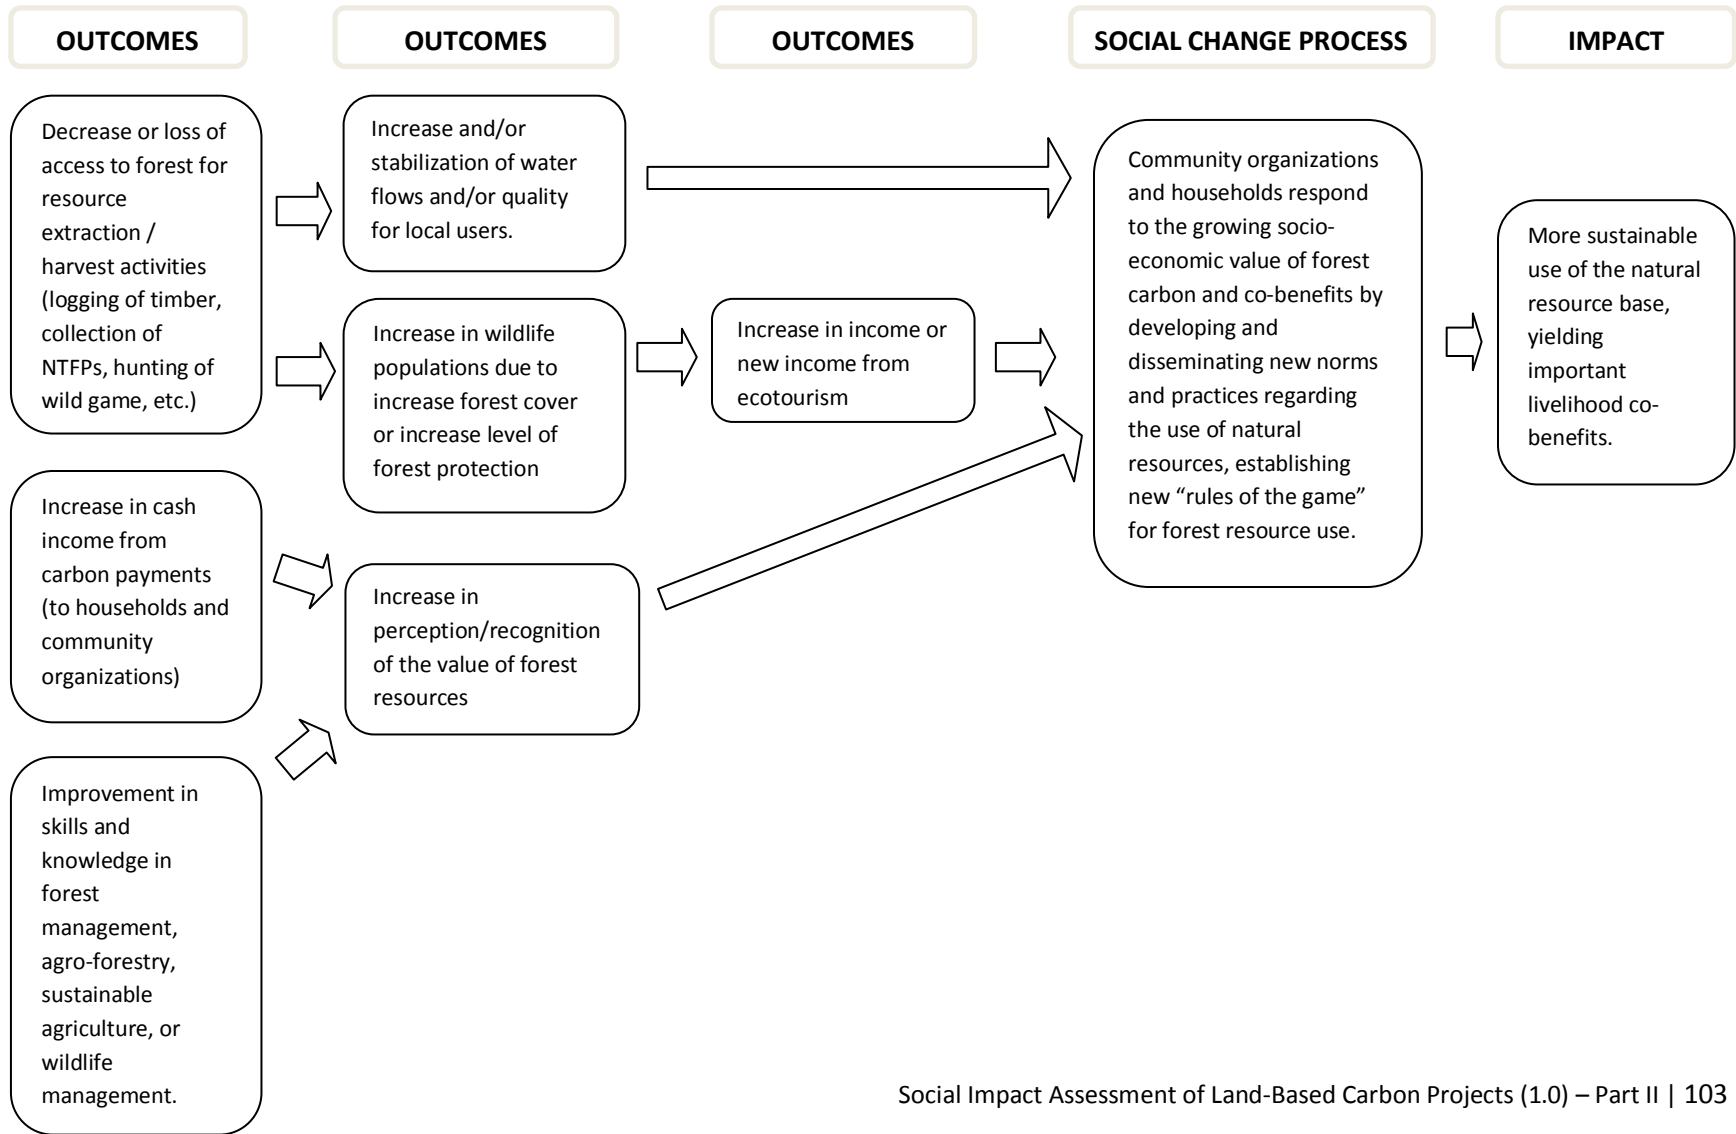 OUTCOMES
OUTCOMES
OUTCOMES
SOCIAL CHANGE PROCESS
IMPACT
Decrease or loss of
access to forest for
resource
extraction /
harvest activities
(logging of timber,
collection of
NTFPs, hunting of
wild game, etc.)
Increase in cash
income from
carbon payments
(to households and
community
organizations)
Improvement in
skills and
knowledge in
forest
management,
agro-forestry,
sustainable
agriculture, or
wildlife
management.
Increase and/or
stabilization of water
flows and/or quality
for local users.
Increase in wildlife
populations due to
increase forest cover
or increase level of
forest protection
Increase in
perception/recognition
of the value of forest
resources
Increase in income or
new income from
ecotourism
Community organizations
and households respond
to the growing socio-
economic value of forest
carbon and co-benefits by
developing and
disseminating new norms
and practices regarding
the use of natural
resources, establishing
new “rules of the game”
for forest resource use.
More sustainable
use of the natural
resource base,
yielding
important
livelihood co-
benefits.
Social Impact Assessment of Land-Based Carbon Projects (1.0) – Part II | 103